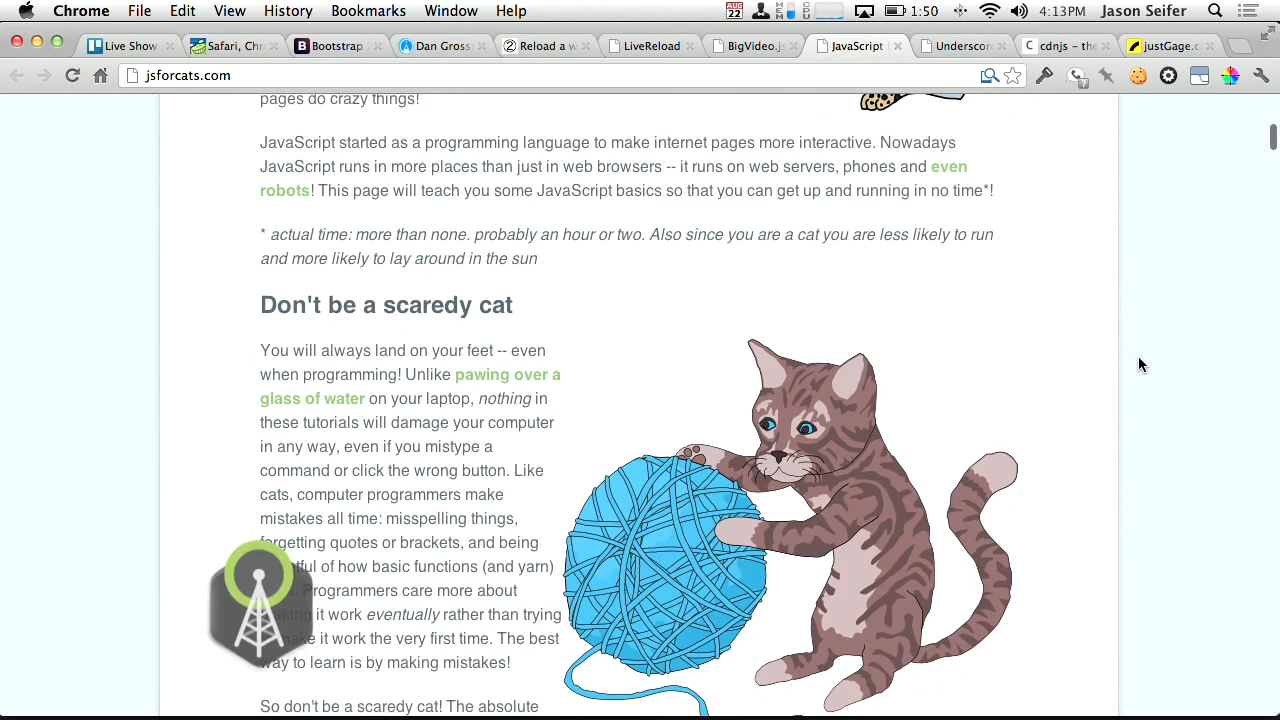 Chrome File Edit View History Bookmarks Window Help AUG 22 MEM CPU 1:50 4:13PM Jason Seifer
Live Show Safari, Chr Bootstrap Dan Gross Reload a LiveReload BigVideo.js JavaScript Underscor cdnjs – the justGage.c
jsforcats.com
pages do crazy things!
JavaScript started as a programming language to make internet pages more interactive. Nowadays
JavaScript runs in more places than just in web browsers -- it runs on web servers, phones and even
robots! This page will teach you some JavaScript basics so that you can get up and running in no time*!
* actual time: more than none. probably an hour or two. Also since you are a cat you are less likely to run
and more likely to lay around in the sun
Don't be a scaredy cat
You will always land on your feet -- even
when programming! Unlike pawing over a
glass of water on your laptop, nothing in
these tutorials will damage your computer
in any way, even if you mistype a
command or click the wrong button. Like
cats, computer programmers make
mistakes all time: misspelling things,
forgetting quotes or brackets, and being
of how basic functions (and yarn)
Programmers care more about
it work eventually rather than trying
make it work the very first time. The best
way to learn is by making mistakes!
So don't be a scaredy cat! The absolute